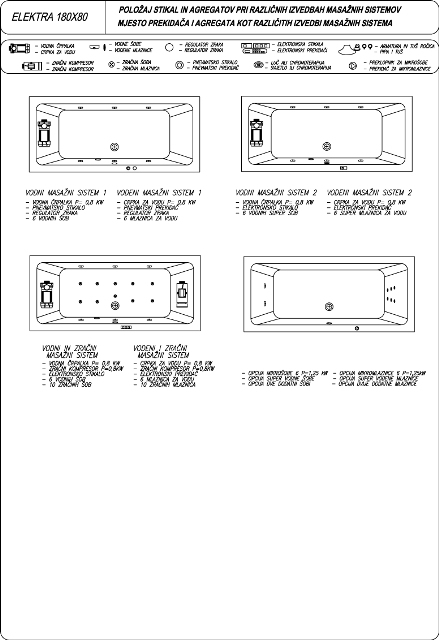 ELEKTRA 180X80
POLOŽAJ STIKAL IN AGREGATOV PRI RAZLIČNIH IZVEDBAH MASAŽNIH SISTEMOV
MJESTO PREKIDAČA I AGREGATA KOT RAZLIČITIH IZVEDBI MASAŽNIH SISTEMA
- VODNA ČRPALKA
- CRPKA ZA VODU
- VODNE ŠOBE
- VODENE MLAZNICE
- REGULATOR ZRAKA
- REGULATOR ZRAKA
- ELEKTRONSKA STIKALA
- ELEKTRONSKI PREKIDAČ
- ARMATURA IN TUŠ ROČKA
PIPA I TUŠ
- ZRAČNI KOMPRESOR
- ZRAČNI KOMPRESOR
- ZRAČNA ŠOBA
- ZRAČNA MLAZNICA
- PNEVMATSKO STIKALO
- PNEVMATSKI PREKIDAČ
- LUČ ALI CHROMOTERAPIJA
- SVJETLO ILI CHROMOTERAPIJA
- PREKLOPNIK ZA MIKROŠOBE
PREKIDAČ ZA MIKROMLAZNICE
VODNI MASAŽNI SISTEM 1
- VODNA ČRPALKA P= 0,8 KW
- PNEVMATSKO STIKALO
- REGULATOR ZRAKA
- 6 VODNIH ŠOB
VODENI MASAŽNI SISTEM 1
- CRPKA ZA VODU P= 0,8 KW
- PNEVMATSKI PREKIDAČ
- REGULATOR ZRAKA
- 6 MLAZNICA ZA VODU
VODNI MASAŽNI SISTEM 2
- VODNA ČRPALKA P= 0,8 KW
- ELEKTRONSKO STIKALO
- 6 VODNIH SUPER ŠOB
VODENI MASAŽNI SISTEM 2
- CRPKA ZA VODU P= 0,8 KW
- ELEKTRONSKI PREKIDAČ
- 6 SUPER MLAZNICA ZA VODU
VODNI IN ZRAČNI
MASAŽNI SISTEM
- VODNA ČRPALKA P= 0,8 KW
- ZRAČNI KOMPRESOR P=0,8KW
- ELEKTRONSKO STIKALO
- 6 VODNIH ŠOB
- 10 ZRAČNIH ŠOB
VODENI I ZRAČNI
MASAŽNI SISTEM
- CRPKA ZA VODU P= 0,8 KW
- ZRAČNI KOMPRESOR P=0,8KW
- ELEKTRONSKI PREKIDAČ
- 6 MLAZNICA ZA VODU
- 10 ZRAČNIH MLAZNICA
- OPCIJA MIKROŠOBE 6 P=1,25 kW
- OPCIJA SUPER VODNE ŠOBE
- OPCIJA DVE DODATNI ŠOBI
- OPCIJA MIKROMLAZNICE 6 P=1,25kW
- OPCIJA SUPER VODENE MLAZNICE
- OPCIJA DVIJE DODATNE MLAZNICE